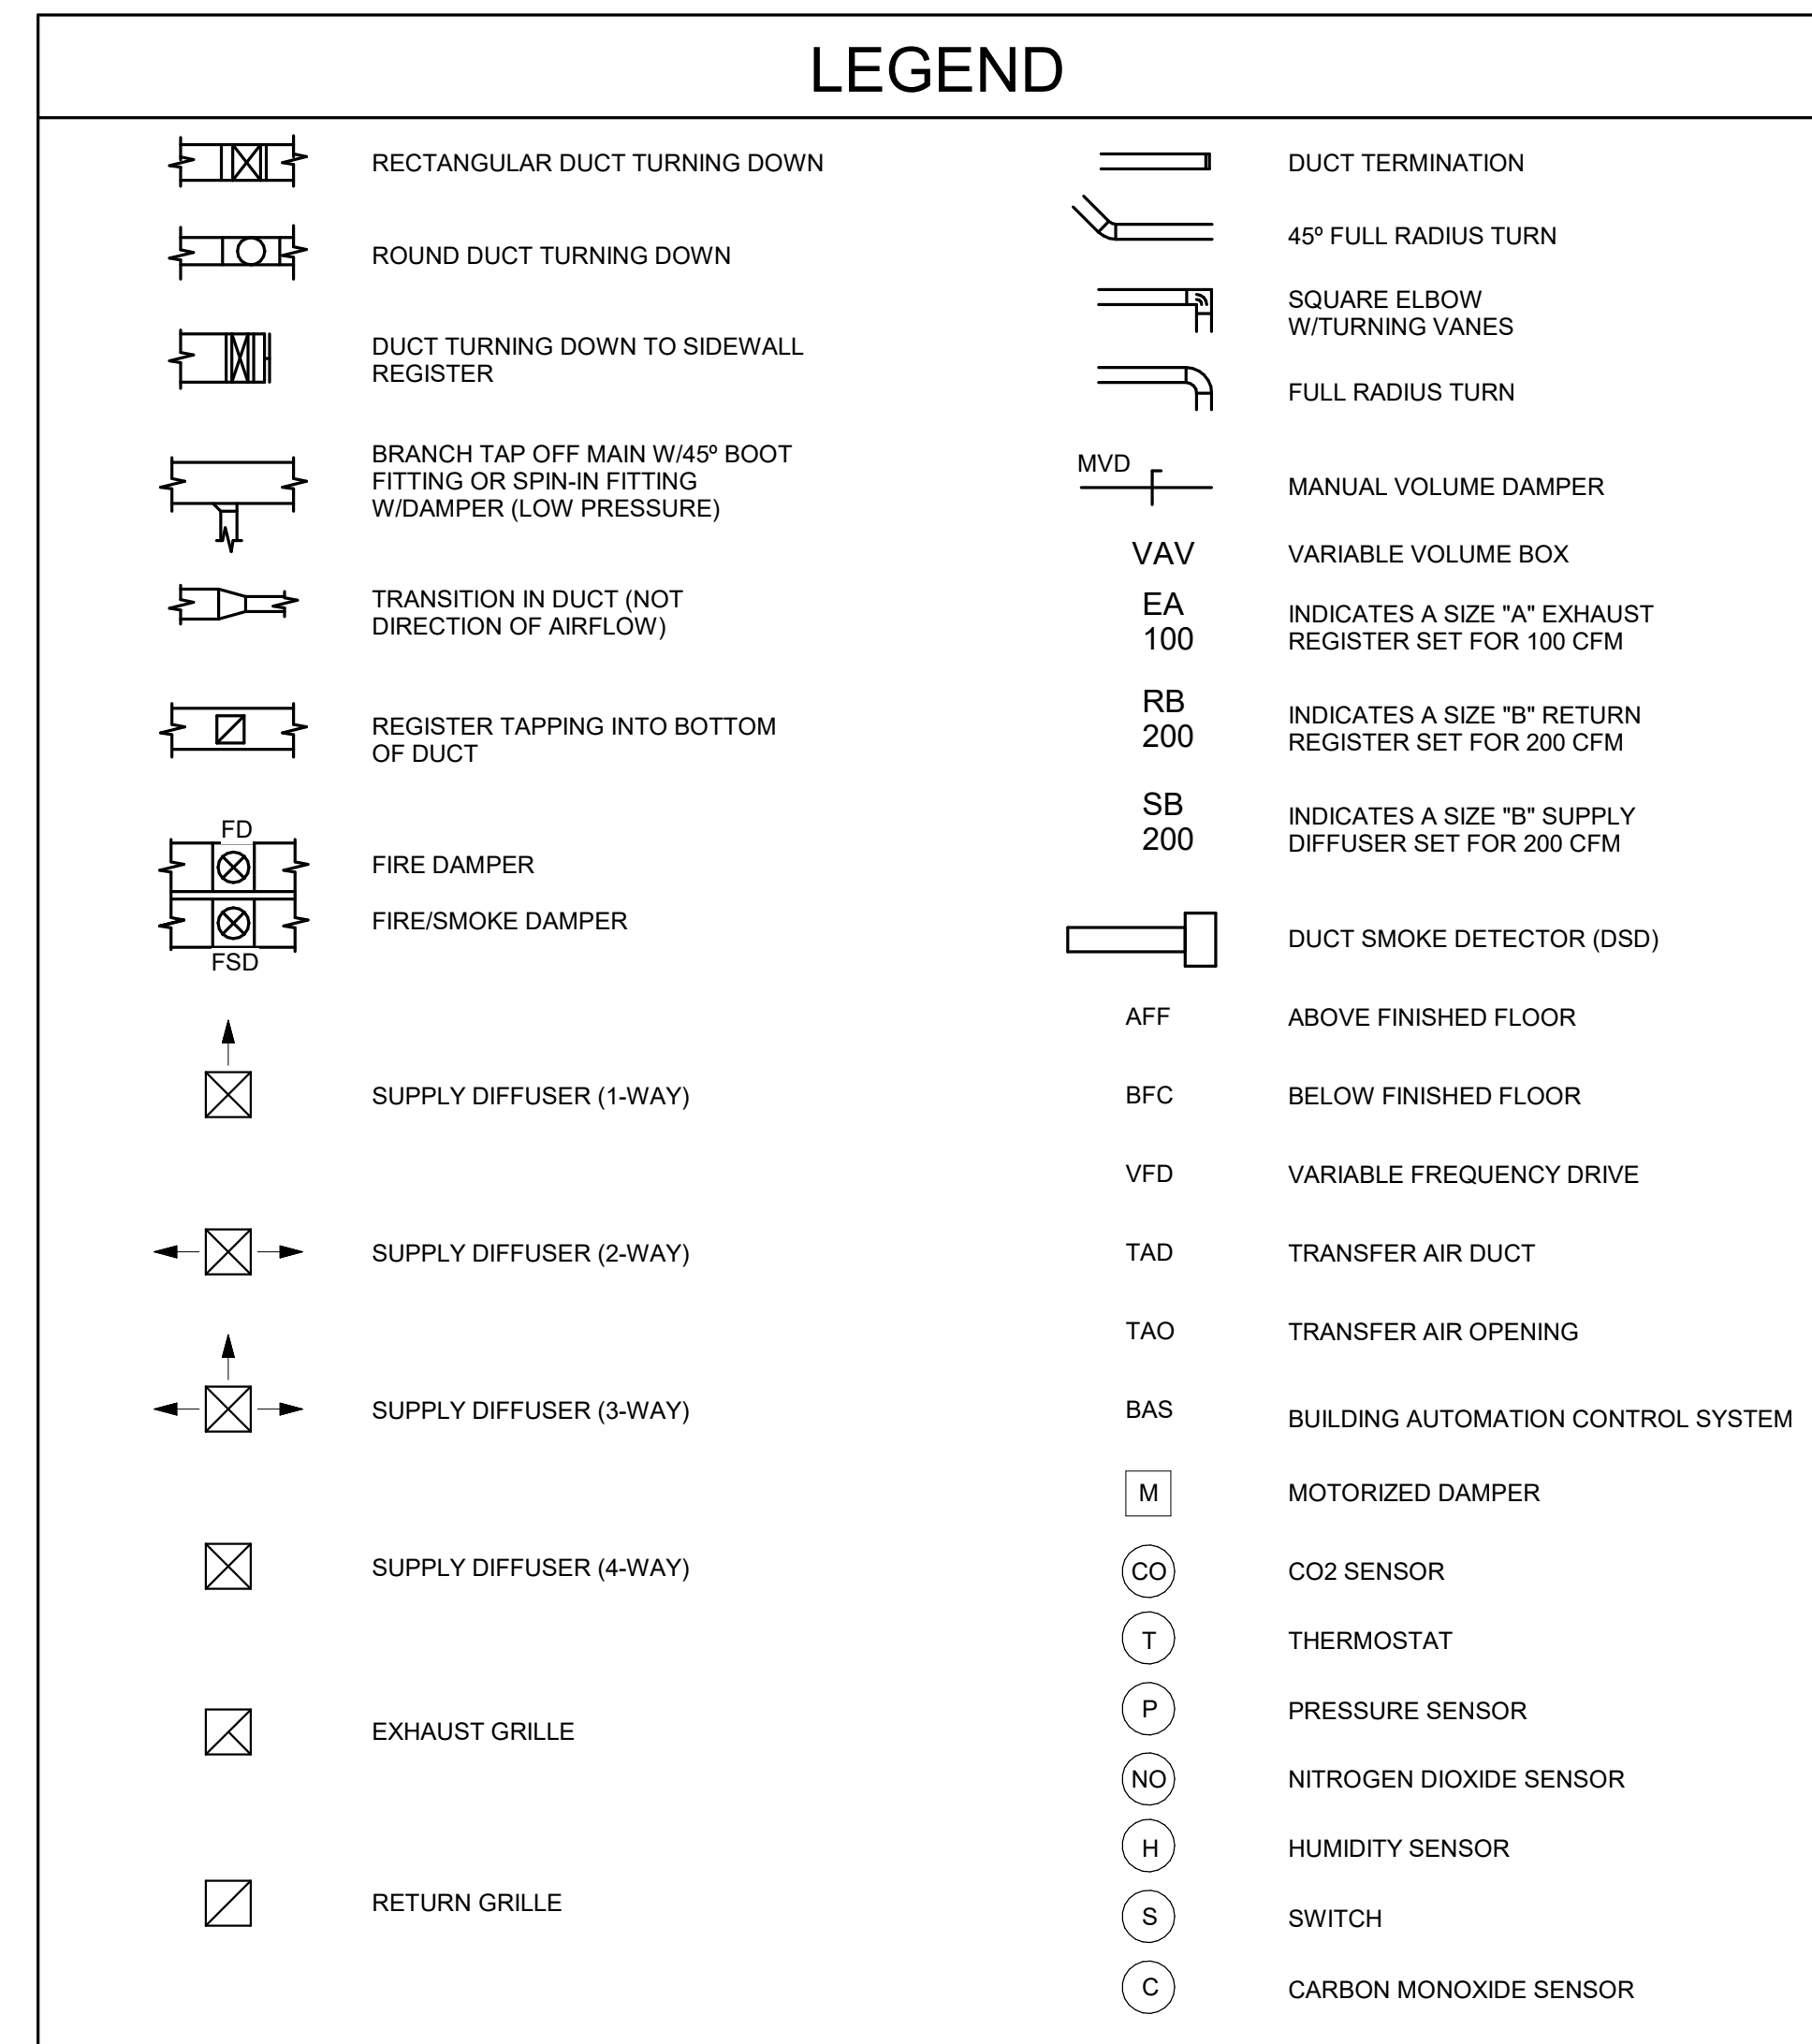 LEGEND
RECTANGULAR DUCT TURNING DOWN
ROUND DUCT TURNING DOWN
DUCT TURNING DOWN TO SIDEWALL
REGISTER
BRANCH TAP OFF MAIN W/45º BOOT
FITTING OR SPIN-IN FITTING
W/DAMPER (LOW PRESSURE)
TRANSITION IN DUCT (NOT
DIRECTION OF AIRFLOW)
REGISTER TAPPING INTO BOTTOM
OF DUCT
FD
FIRE DAMPER
FIRE/SMOKE DAMPER
FSD
SUPPLY DIFFUSER (1-WAY)
SUPPLY DIFFUSER (2-WAY)
SUPPLY DIFFUSER (3-WAY)
SUPPLY DIFFUSER (4-WAY)
EXHAUST GRILLE
RETURN GRILLE
DUCT TERMINATION
45º FULL RADIUS TURN
SQUARE ELBOW
W/TURNING VANES
FULL RADIUS TURN
MVD
MANUAL VOLUME DAMPER
VAV VARIABLE VOLUME BOX
EA
100
INDICATES A SIZE "A" EXHAUST
REGISTER SET FOR 100 CFM
RB
200
INDICATES A SIZE "B" RETURN
REGISTER SET FOR 200 CFM
SB
200
INDICATES A SIZE "B" SUPPLY
DIFFUSER SET FOR 200 CFM
DUCT SMOKE DETECTOR (DSD)
AFF ABOVE FINISHED FLOOR
BFC BELOW FINISHED FLOOR
VFD VARIABLE FREQUENCY DRIVE
TAD TRANSFER AIR DUCT
TAO TRANSFER AIR OPENING
BAS BUILDING AUTOMATION CONTROL SYSTEM
M MOTORIZED DAMPER
CO CO2 SENSOR
T THERMOSTAT
P PRESSURE SENSOR
NO NITROGEN DIOXIDE SENSOR
H HUMIDITY SENSOR
S SWITCH
C CARBON MONOXIDE SENSOR